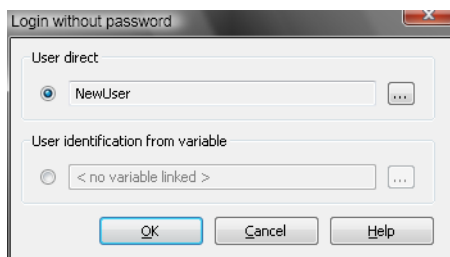 Login without password
User direct
NewUser
...
User identification from variable
< no variable linked >
...
OK
Cancel
Help